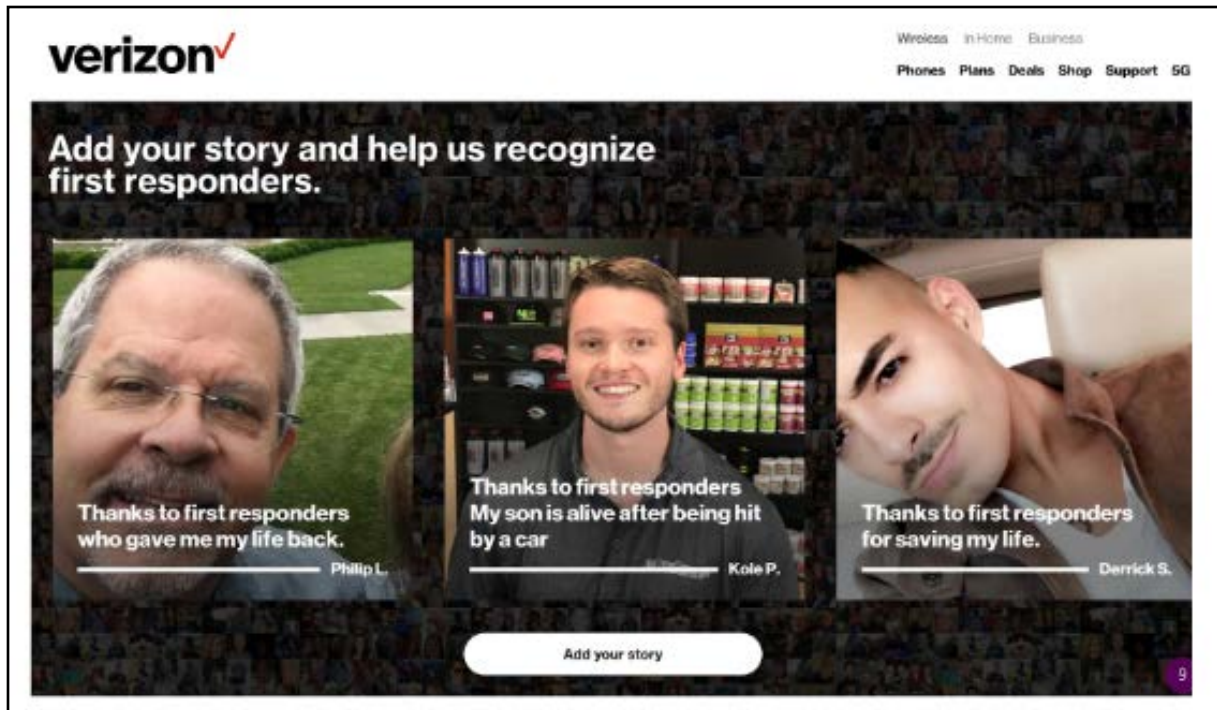 verizon
Wireless In Home Business
Phones Plans Deals Shop Support 5G
Add your story and help us recognize
first responders.
Thanks to first responders
who gave me my life back.
Philip L.
Thanks to first responders
My son is alive after being hit
by a car
Kole P.
Thanks to first responders
for saving my life.
Derrick S.
Add your story
9